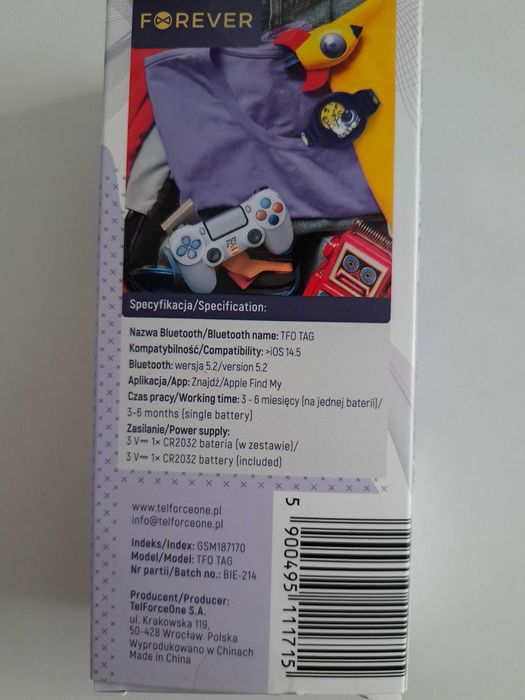 FOREVER
Specyfikacja/Specification:
Nazwa Bluetooth/Bluetooth name: TFO TAG
Kompatybilność/Compatibility: >iOS 14.5
Bluetooth: wersja 5.2/version 5.2
Aplikacja/App: Znajdź/Apple Find My
Czas pracy/Working time: 3 - 6 miesięcy (na jednej baterii)/
3-6 months (single battery)
Zasilanie/Power supply:
3 V⎓ 1× CR2032 bateria (w zestawie)/
3 V⎓ 1× CR2032 battery (included)
www.telforceone.pl
info@telforceone.pl
Indeks/Index: GSM187170
Model/Model: TFO TAG
Nr partii/Batch no.: BIE-214
Producent/Producer:
TelForceOne S.A.
ul. Krakowska 119,
50-428 Wrocław. Polska
Wyprodukowano w Chinach
Made in China
5 900495 111715